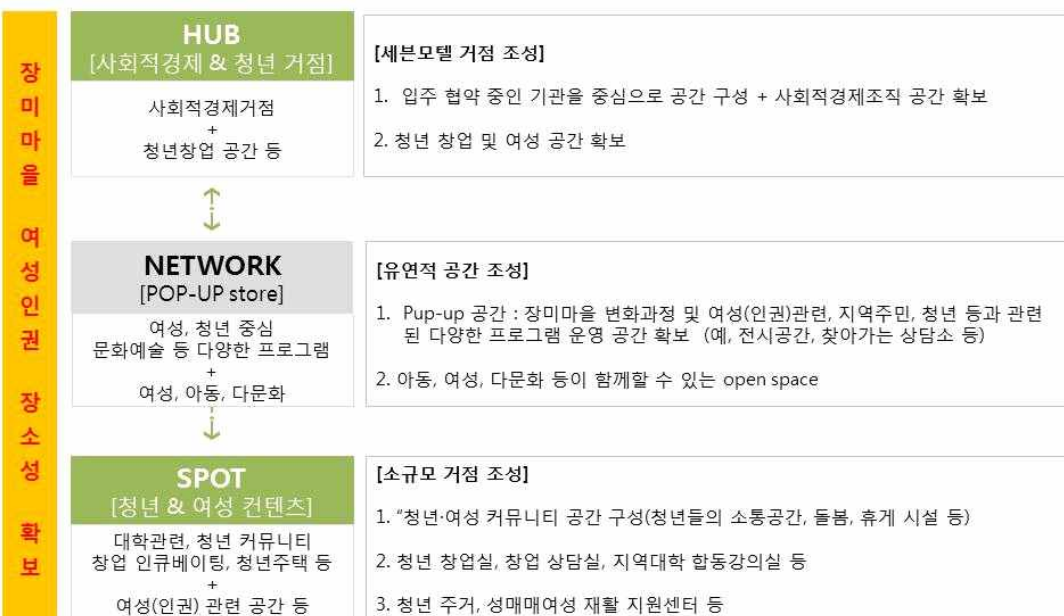 장미마을 여성인권 장소성 확보
HUB
[사회적경제 & 청년 거점]
사회적경제거점
+
청년창업 공간 등
[세븐모텔 거점 조성]
1. 입주 협약 중인 기관을 중심으로 공간 구성 + 사회적경제조직 공간 확보
2. 청년 창업 및 여성 공간 확보
NETWORK
[POP-UP store]
여성, 청년 중심
문화예술 등 다양한 프로그램
+
여성, 아동, 다문화
[유연적 공간 조성]
1. Pup-up 공간 : 장미마을 변화과정 및 여성(인권)관련, 지역주민, 청년 등과 관련
된 다양한 프로그램 운영 공간 확보 (예, 전시공간, 찾아가는 상담소 등)
2. 아동, 여성, 다문화 등이 함께할 수 있는 open space
SPOT
[청년 & 여성 컨텐츠]
대학관련, 청년 커뮤니티
창업 인큐베이팅, 청년주택 등
+
여성(인권) 관련 공간 등
[소규모 거점 조성]
1. "청년·여성 커뮤니티 공간 구성(청년들의 소통공간, 돌봄, 휴게 시설 등)
2. 청년 창업실, 창업 상담실, 지역대학 합동강의실 등
3. 청년 주거, 성매매여성 재활 지원센터 등